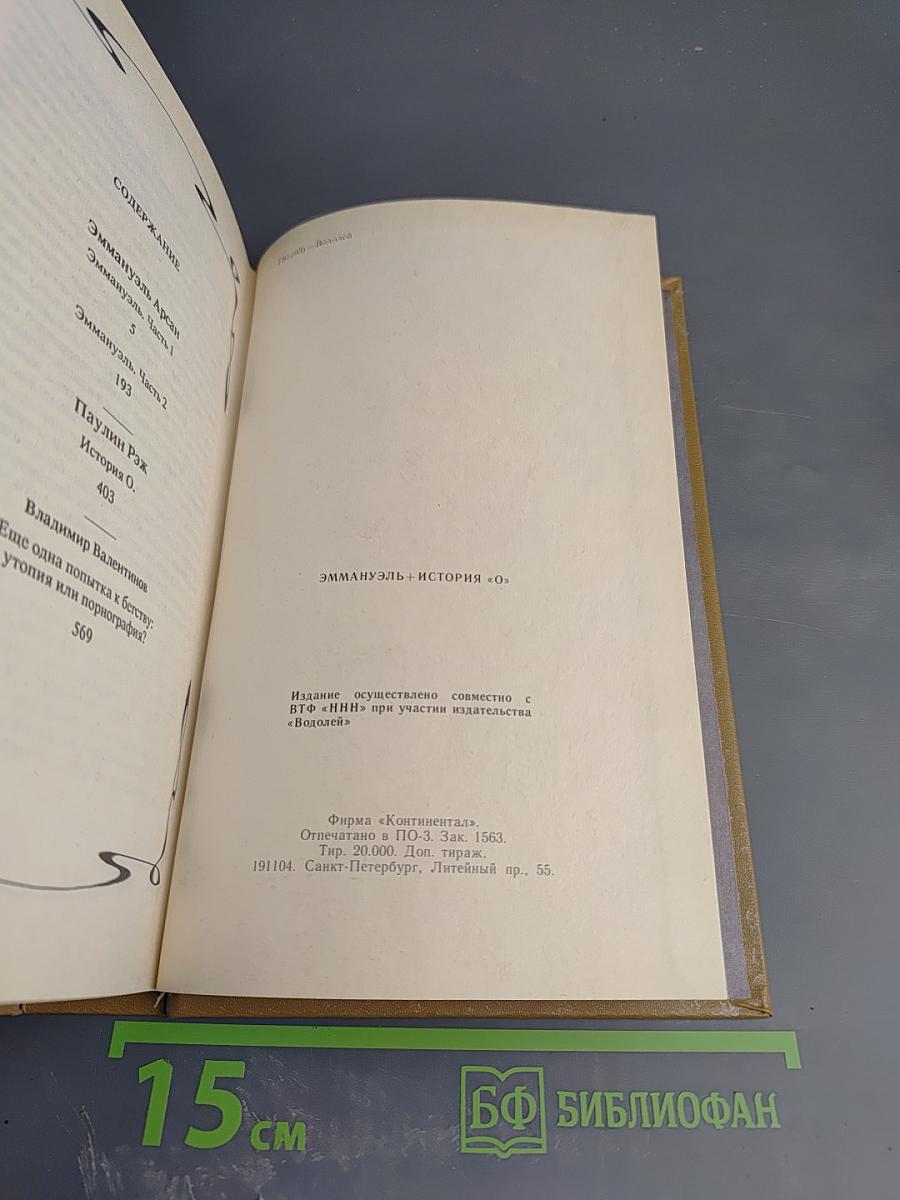 СОДЕРЖАНИЕ
Эммануэль Арсан
Эммануэль. Часть 1
5
Эммануэль. Часть 2
193
Паулин Рэж
История О.
403
Владимир Валентинов
Еще одна попытка к бегству:
утопия или порнография?
569
ЭММАНУЭЛЬ+ИСТОРИЯ «О»
Издание осуществлено совместно с
ВТФ «ННН» при участии издательства
«Водолей»
Фирма «Континентал».
Отпечатано в ПО-3. Зак. 1563.
Тир. 20.000. Доп. тираж.
191104. Санкт-Петербург, Литейный пр., 55.
15 см
БФ БИБЛИОФАН